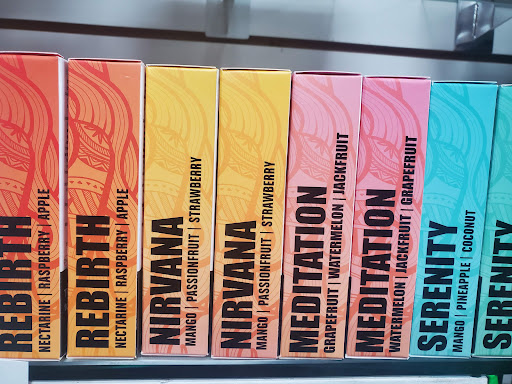 REBIRTH
NECTARINE | RASPBERRY | APPLE
REBIRTH
NECTARINE | RASPBERRY | APPLE
NIRVANA
MANGO | PASSIONFRUIT | STRAWBERRY
NIRVANA
MANGO | PASSIONFRUIT | STRAWBERRY
MEDITATION
GRAPEFRUIT | WATERMELON | JACKFRUIT
MEDITATION
WATERMELON | JACKFRUIT | GRAPEFRUIT
SERENITY
MANGO | PINEAPPLE | COCONUT
SERENITY